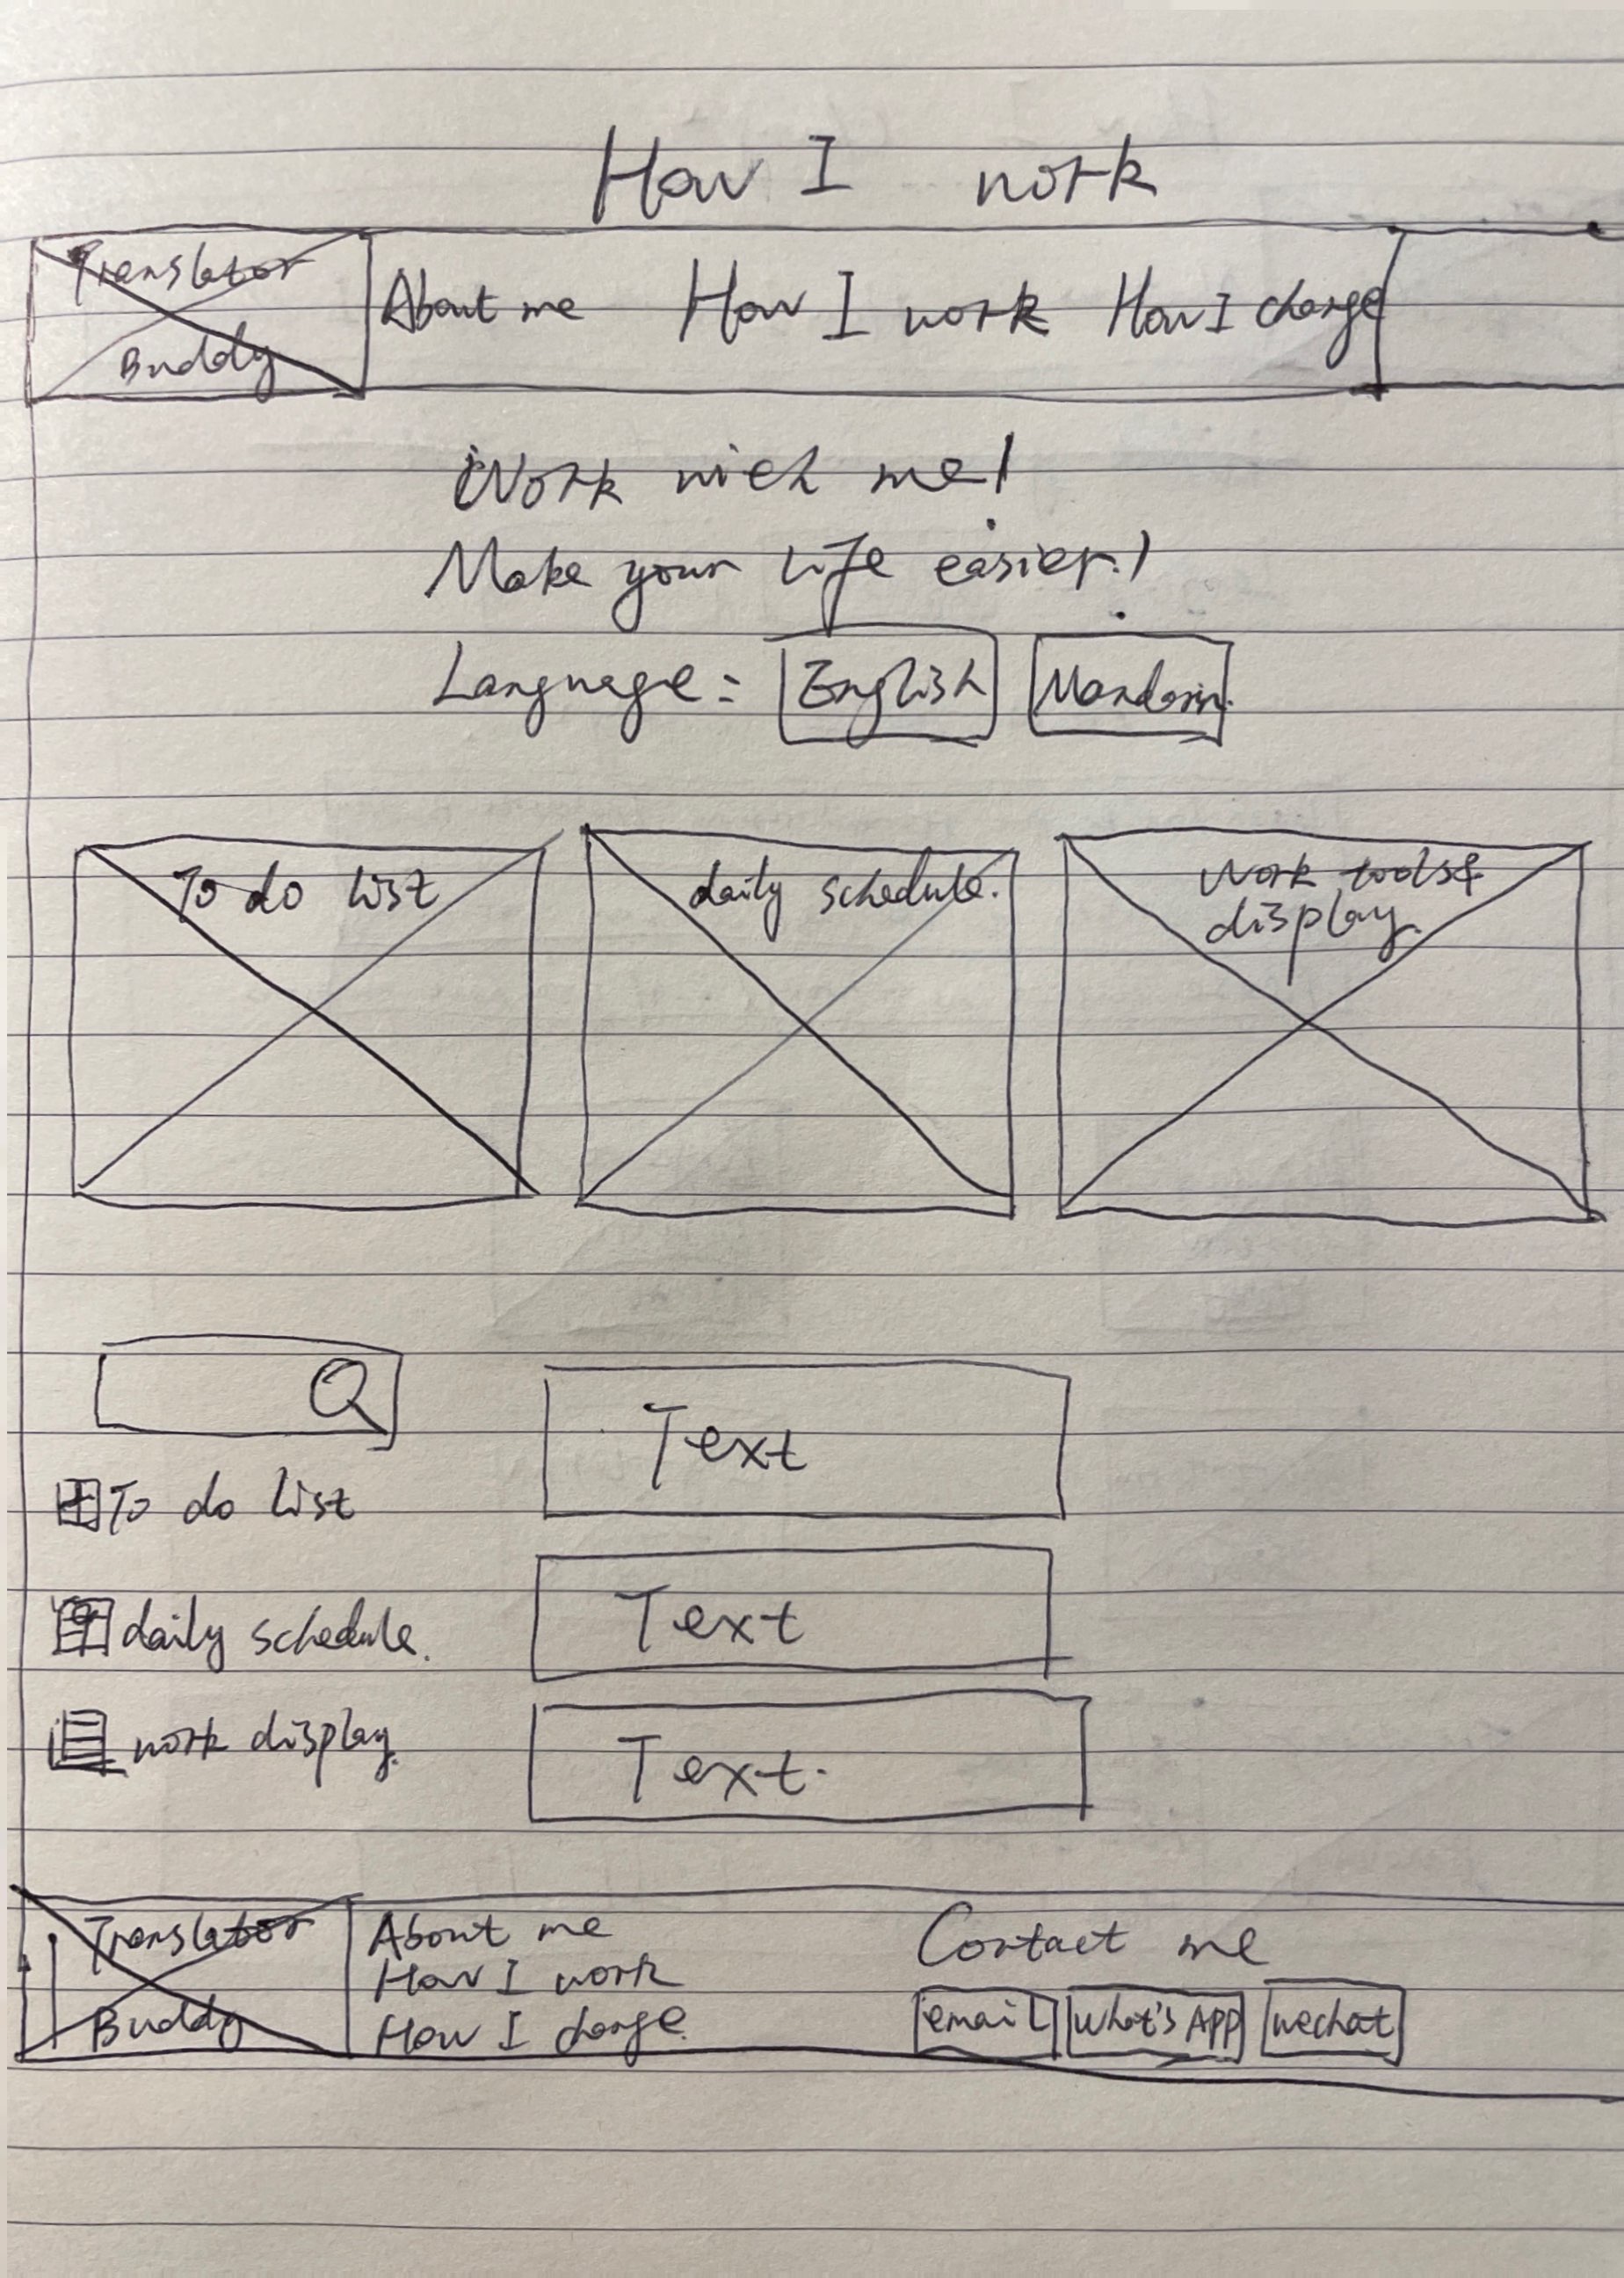 How I work
Translator
Buddy
About me How I work How I charge
Work with me!
Make your life easier!
Language: English Mandarin
To do list
daily schedule.
Work tools &
display.
To do list
Text
daily schedule.
Text
work display.
Text.
Translator
Buddy
About me
How I work
How I charge.
Contact me
email What's App wechat